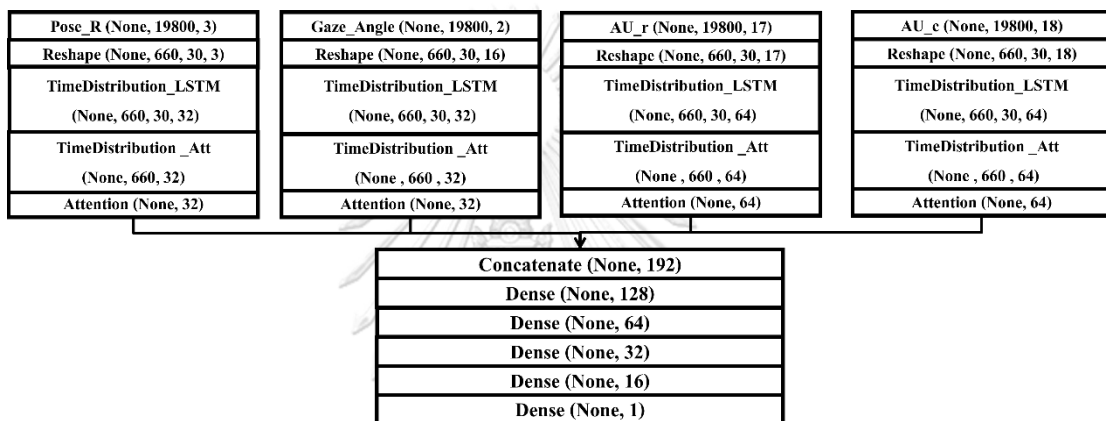 Pose_R (None, 19800, 3)
Reshape (None, 660, 30, 3)
TimeDistribution_LSTM
(None, 660, 30, 32)
TimeDistribution _Att
(None, 660, 32)
Attention (None, 32)
Gaze_Angle (None, 19800, 2)
Reshape (None, 660, 30, 16)
TimeDistribution_LSTM
(None, 660, 30, 32)
TimeDistribution _Att
(None , 660 , 32)
Attention (None, 32)
AU_r (None, 19800, 17)
Reshape (None, 660, 30, 17)
TimeDistribution_LSTM
(None, 660, 30, 64)
TimeDistribution _Att
(None , 660 , 64)
Attention (None, 64)
AU_c (None, 19800, 18)
Reshape (None, 660, 30, 18)
TimeDistribution_LSTM
(None, 660, 30, 64)
TimeDistribution _Att
(None , 660 , 64)
Attention (None, 64)
Concatenate (None, 192)
Dense (None, 128)
Dense (None, 64)
Dense (None, 32)
Dense (None, 16)
Dense (None, 1)